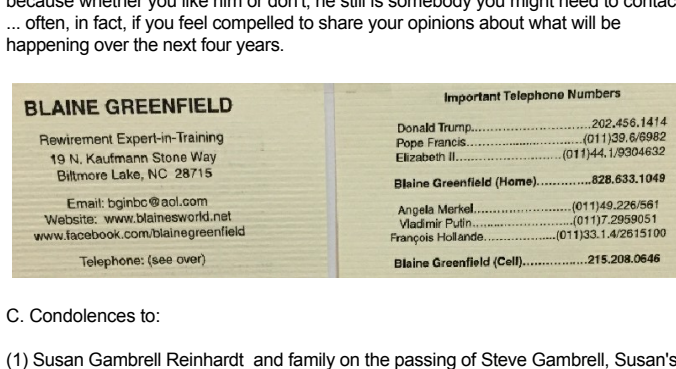 because whether you like him or don't, he still is somebody you might need to contac
... often, in fact, if you feel compelled to share your opinions about what will be
happening over the next four years.
BLAINE GREENFIELD
Rewirement Expert-in-Training
19 N. Kaufmann Stone Way
Biltmore Lake, NC 28715
Email: bginbc@aol.com
Website: www.blainesworld.net
www.facebook.com/blainegreenfield
Telephone: (see over)
Important Telephone Numbers
Donald Trump..............................202.456.1414
Pope Francis.............................(011)39.6/6982
Elizabeth II........................(011)44.1/9304632
Blaine Greenfield (Home).............828.633.1049
Angela Merkel.........................(011)49.226/561
Vladimir Putin..........................(011)7.2959051
François Hollande...............(011)33.1.4/2615100
Blaine Greenfield (Cell)................215.208.0646
C. Condolences to:
(1) Susan Gambrell Reinhardt and family on the passing of Steve Gambrell, Susan's